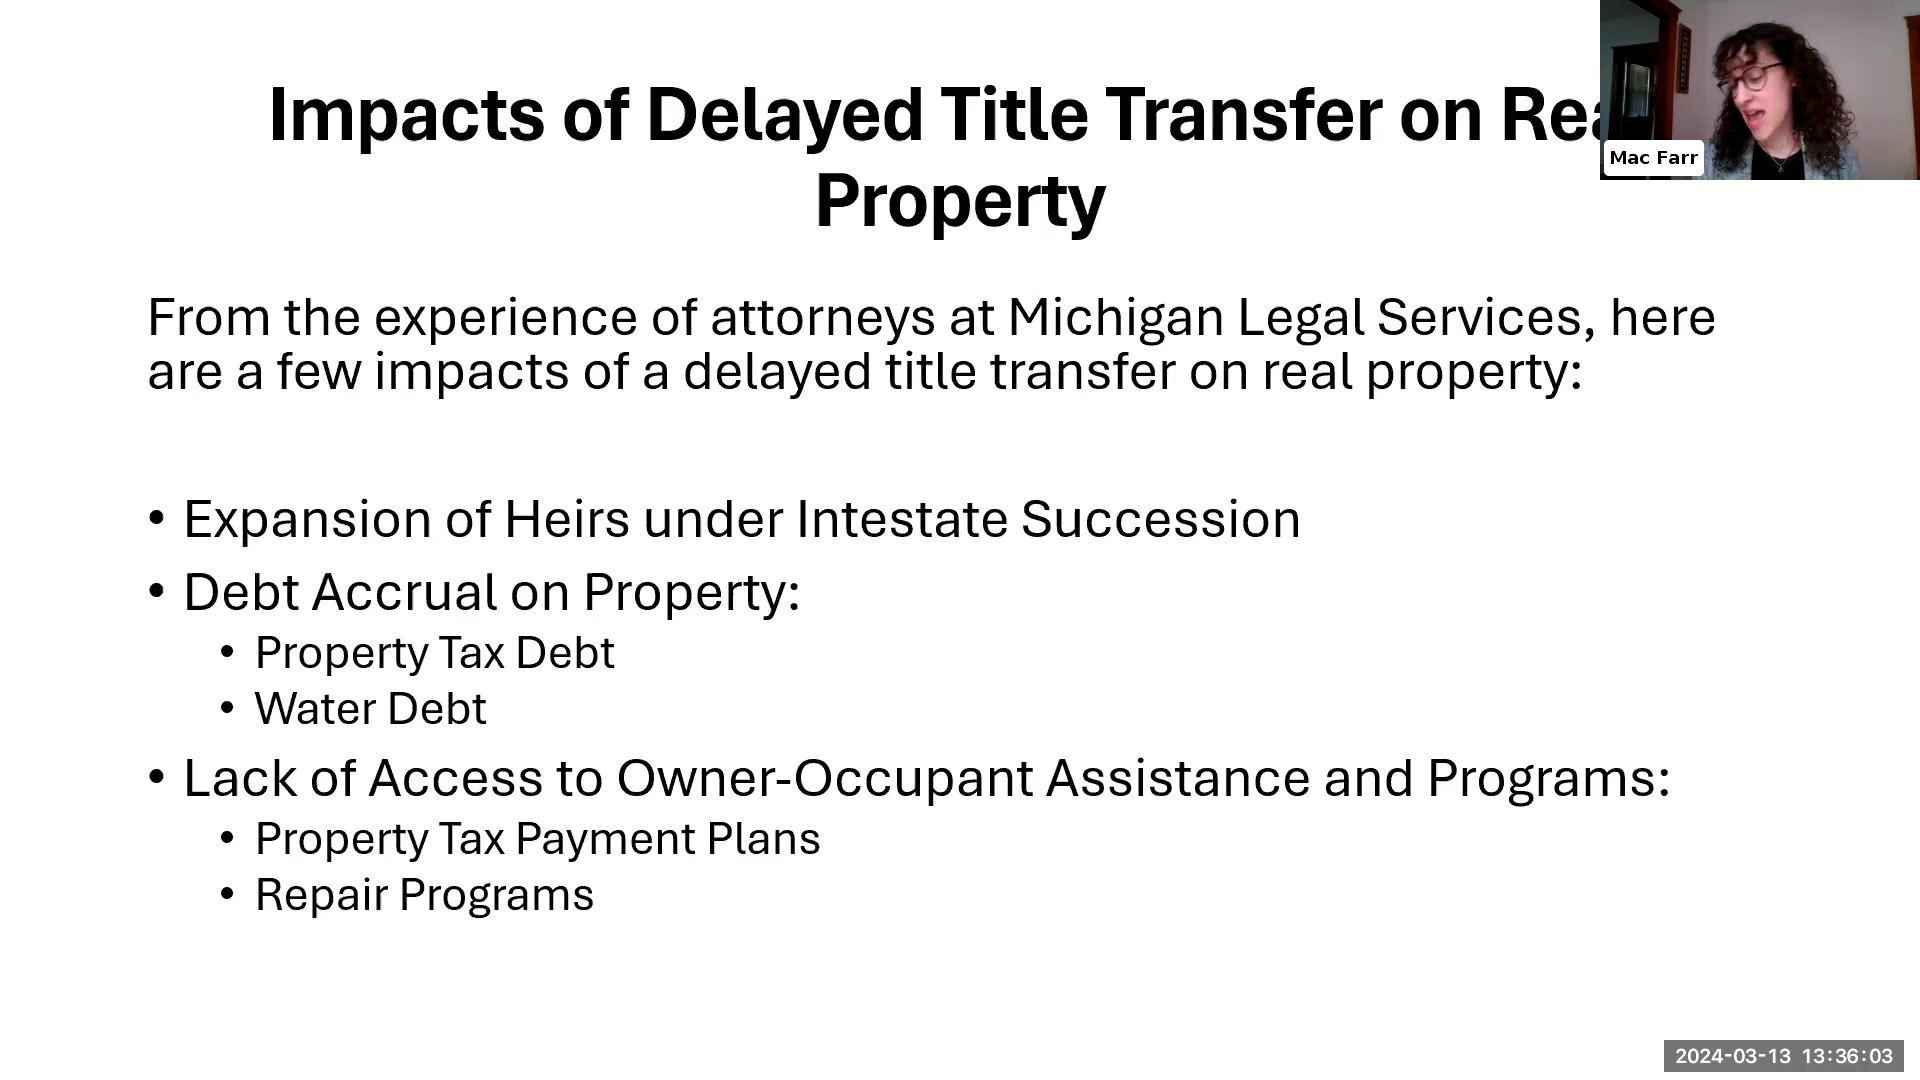 Impacts of Delayed Title Transfer on Rea
Property
Mac Farr
From the experience of attorneys at Michigan Legal Services, here
are a few impacts of a delayed title transfer on real property:
• Expansion of Heirs under Intestate Succession
• Debt Accrual on Property:
• Property Tax Debt
• Water Debt
• Lack of Access to Owner-Occupant Assistance and Programs:
• Property Tax Payment Plans
• Repair Programs
2024-03-13 13:36:03